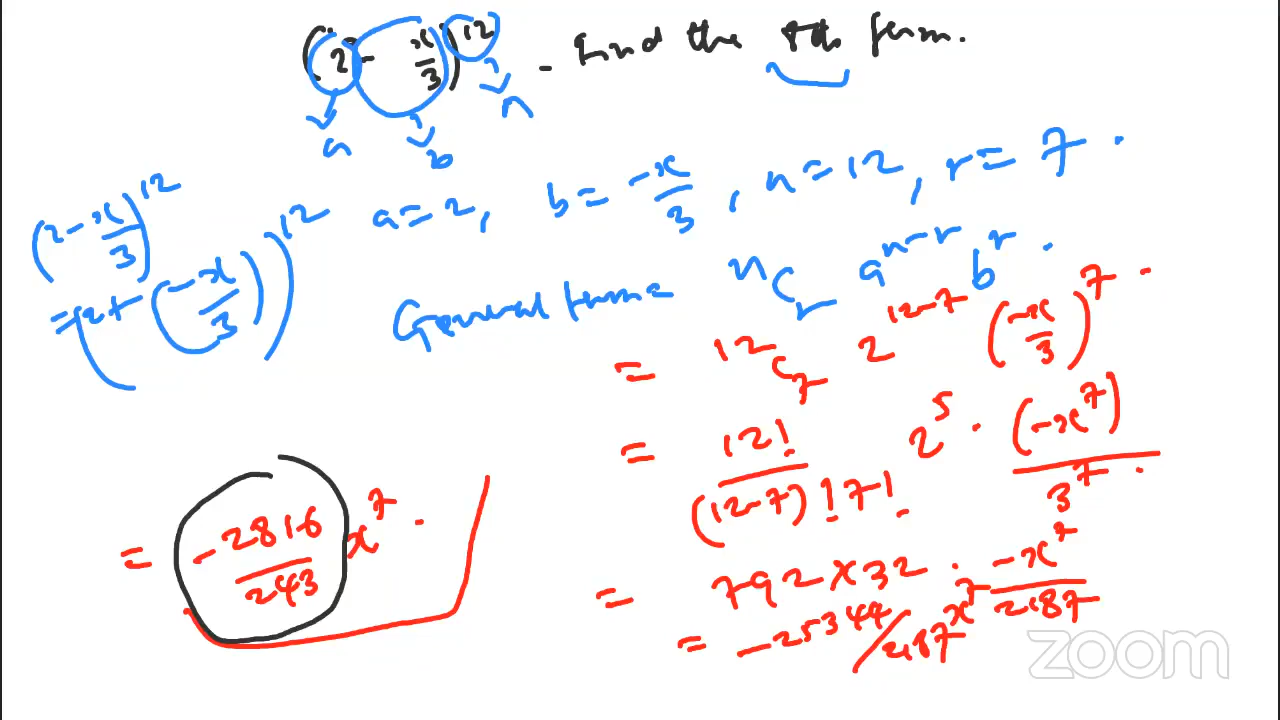 (2 - x/3)^12 - Find the 8th term.
a b n
a = 2, b = -x/3, n = 12, r = 7.
(2 - x/3)^12
= (2 + (-x/3))^12
General term = nCr a^n-r b^r.
= 12C7 2^12-7 (-x/3)^7.
= 12!/(12-7)!7! 2^5 . (-x^7)/3^7.
= 792 x 32 . -x^7/2187
= -25344/2187 x^7
= -2816/243 x^7.
zoom